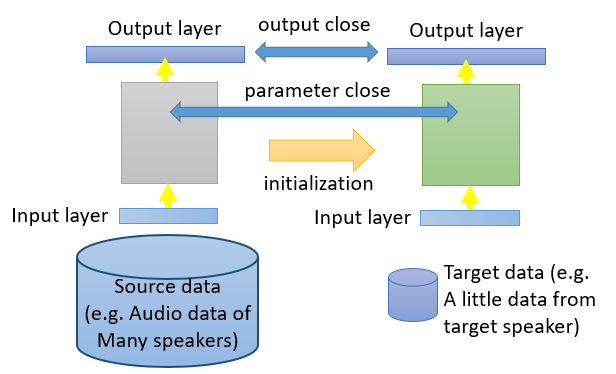 Output layer
output close
Output layer
parameter close
initialization
Input layer
Input layer
Source data
(e.g. Audio data of
Many speakers)
Target data (e.g.
A little data from
target speaker)